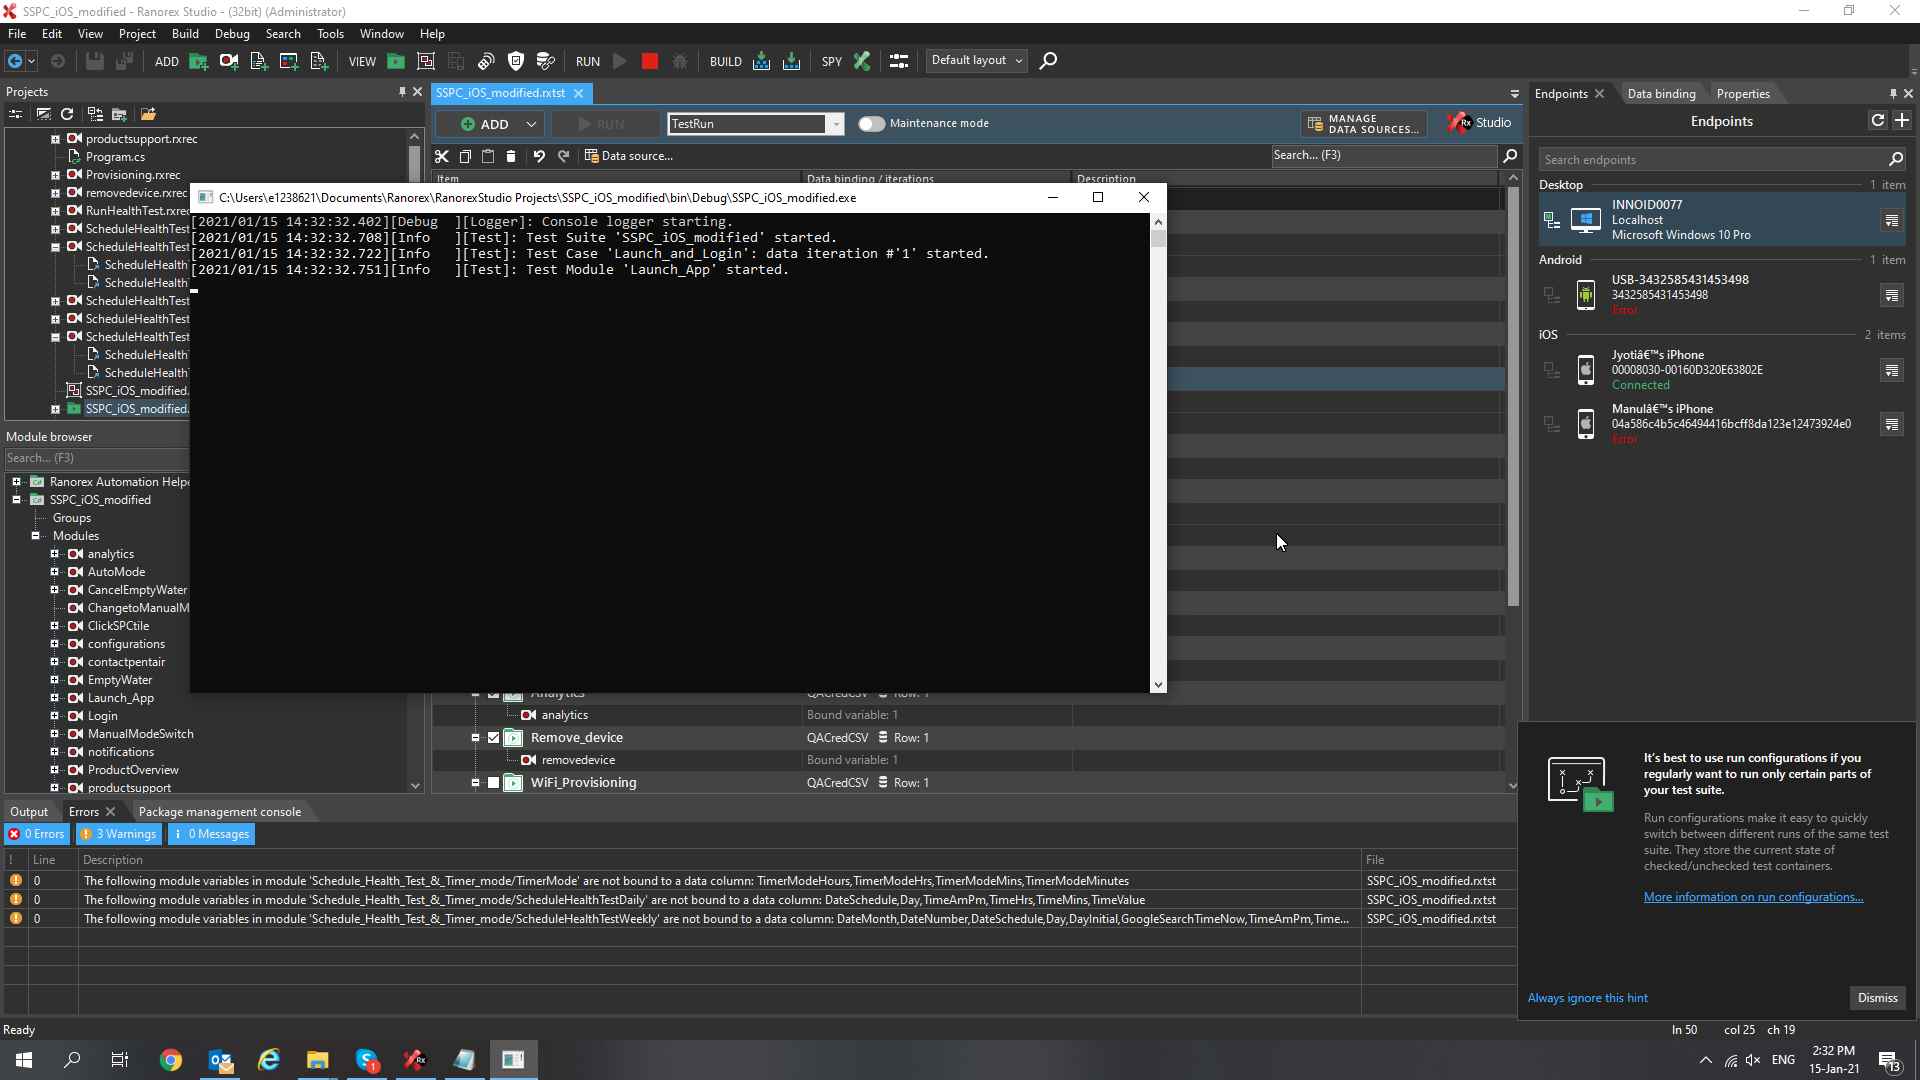 SSPC_iOS_modified - Ranorex Studio - (32bit) (Administrator)
File Edit View Project Build Debug Search Tools Window Help
ADD VIEW RUN BUILD SPY Default layout
Projects
productsupport.rxrec
Program.cs
Provisioning.rxrec
removedevice.rxrec
RunHealthTest.rxrec
ScheduleHealthTest
ScheduleHealthTest
ScheduleHealth
ScheduleHealth
ScheduleHealthTest
ScheduleHealthTest
ScheduleHealthTest
ScheduleHealth
ScheduleHealth
SSPC_iOS_modified.
SSPC_iOS_modified.
Module browser
Search... (F3)
Ranorex Automation Helpe
SSPC_iOS_modified
Groups
Modules
analytics
AutoMode
CancelEmptyWater
ChangetoManualM
ClickSPCtile
configurations
contactpentair
EmptyWater
Launch_App
Login
ManualModeSwitch
notifications
ProductOverview
productsupport
SSPC_iOS_modified.rxtst
ADD RUN TestRun Maintenance mode MANAGE DATA SOURCES... Rx Studio
Data source... Search... (F3)
Item Data binding / iterations Description
C:\Users\e1238621\Documents\Ranorex\RanorexStudio Projects\SSPC_iOS_modified\bin\Debug\SSPC_iOS_modified.exe
[2021/01/15 14:32:32.402][Debug  ][Logger]: Console logger starting.
[2021/01/15 14:32:32.708][Info   ][Test]: Test Suite 'SSPC_iOS_modified' started.
[2021/01/15 14:32:32.722][Info   ][Test]: Test Case 'Launch_and_Login': data iteration #'1' started.
[2021/01/15 14:32:32.751][Info   ][Test]: Test Module 'Launch_App' started.
Analytics QACredCSV Row: 1
analytics Bound variable: 1
Remove_device QACredCSV Row: 1
removedevice Bound variable: 1
WiFi_Provisioning QACredCSV Row: 1
Endpoints Data binding Properties
Endpoints
Search endpoints
Desktop 1 item
INNOID0077
Localhost
Microsoft Windows 10 Pro
Android 1 item
USB-3432585431453498
3432585431453498
Error
iOS 2 items
Jyotiâ€™s iPhone
00008030-00160D320E63802E
Connected
Manulâ€™s iPhone
04a586c4b5c46494416bcff8da123e12473924e0
Error
It's best to use run configurations if you
regularly want to run only certain parts of
your test suite.
Run configurations make it easy to quickly
switch between different runs of the same test
suite. They store the current state of
checked/unchecked test containers.
More information on run configurations...
Always ignore this hint Dismiss
Output Errors Package management console
0 Errors 3 Warnings 0 Messages
! Line Description File
0 The following module variables in module 'Schedule_Health_Test_&_Timer_mode/TimerMode' are not bound to a data column: TimerModeHours,TimerModeHrs,TimerModeMins,TimerModeMinutes SSPC_iOS_modified.rxtst
0 The following module variables in module 'Schedule_Health_Test_&_Timer_mode/ScheduleHealthTestDaily' are not bound to a data column: DateSchedule,Day,TimeAmPm,TimeHrs,TimeMins,TimeValue SSPC_iOS_modified.rxtst
0 The following module variables in module 'Schedule_Health_Test_&_Timer_mode/ScheduleHealthTestWeekly' are not bound to a data column: DateMonth,DateNumber,DateSchedule,Day,DayInitial,GoogleSearchTimeNow,TimeAmPm,Time... SSPC_iOS_modified.rxtst
Ready ln 50 col 25 ch 19
ENG 2:32 PM
15-Jan-21
13